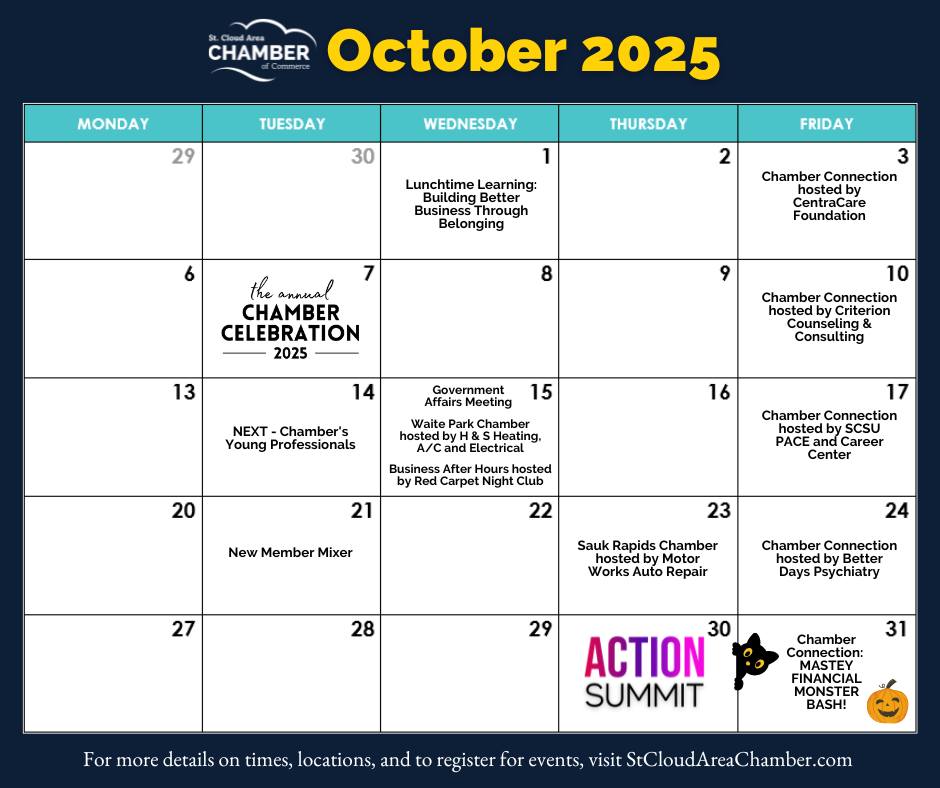 St. Cloud Area
CHAMBER
of Commerce
October 2025
MONDAY
TUESDAY
WEDNESDAY
THURSDAY
FRIDAY
29
30
1
Lunchtime Learning:
Building Better
Business Through
Belonging
2
3
Chamber Connection
hosted by
CentraCare
Foundation
6
7
the annual
CHAMBER
CELEBRATION
2025
8
9
10
Chamber Connection
hosted by Criterion
Counseling &
Consulting
13
14
NEXT - Chamber's
Young Professionals
15
Government
Affairs Meeting
Waite Park Chamber
hosted by H & S Heating,
A/C and Electrical
Business After Hours hosted
by Red Carpet Night Club
16
17
Chamber Connection
hosted by SCSU
PACE and Career
Center
20
21
New Member Mixer
22
23
Sauk Rapids Chamber
hosted by Motor
Works Auto Repair
24
Chamber Connection
hosted by Better
Days Psychiatry
27
28
29
30
ACTION
SUMMIT
31
Chamber
Connection:
MASTEY
FINANCIAL
MONSTER
BASH!
For more details on times, locations, and to register for events, visit StCloudAreaChamber.com